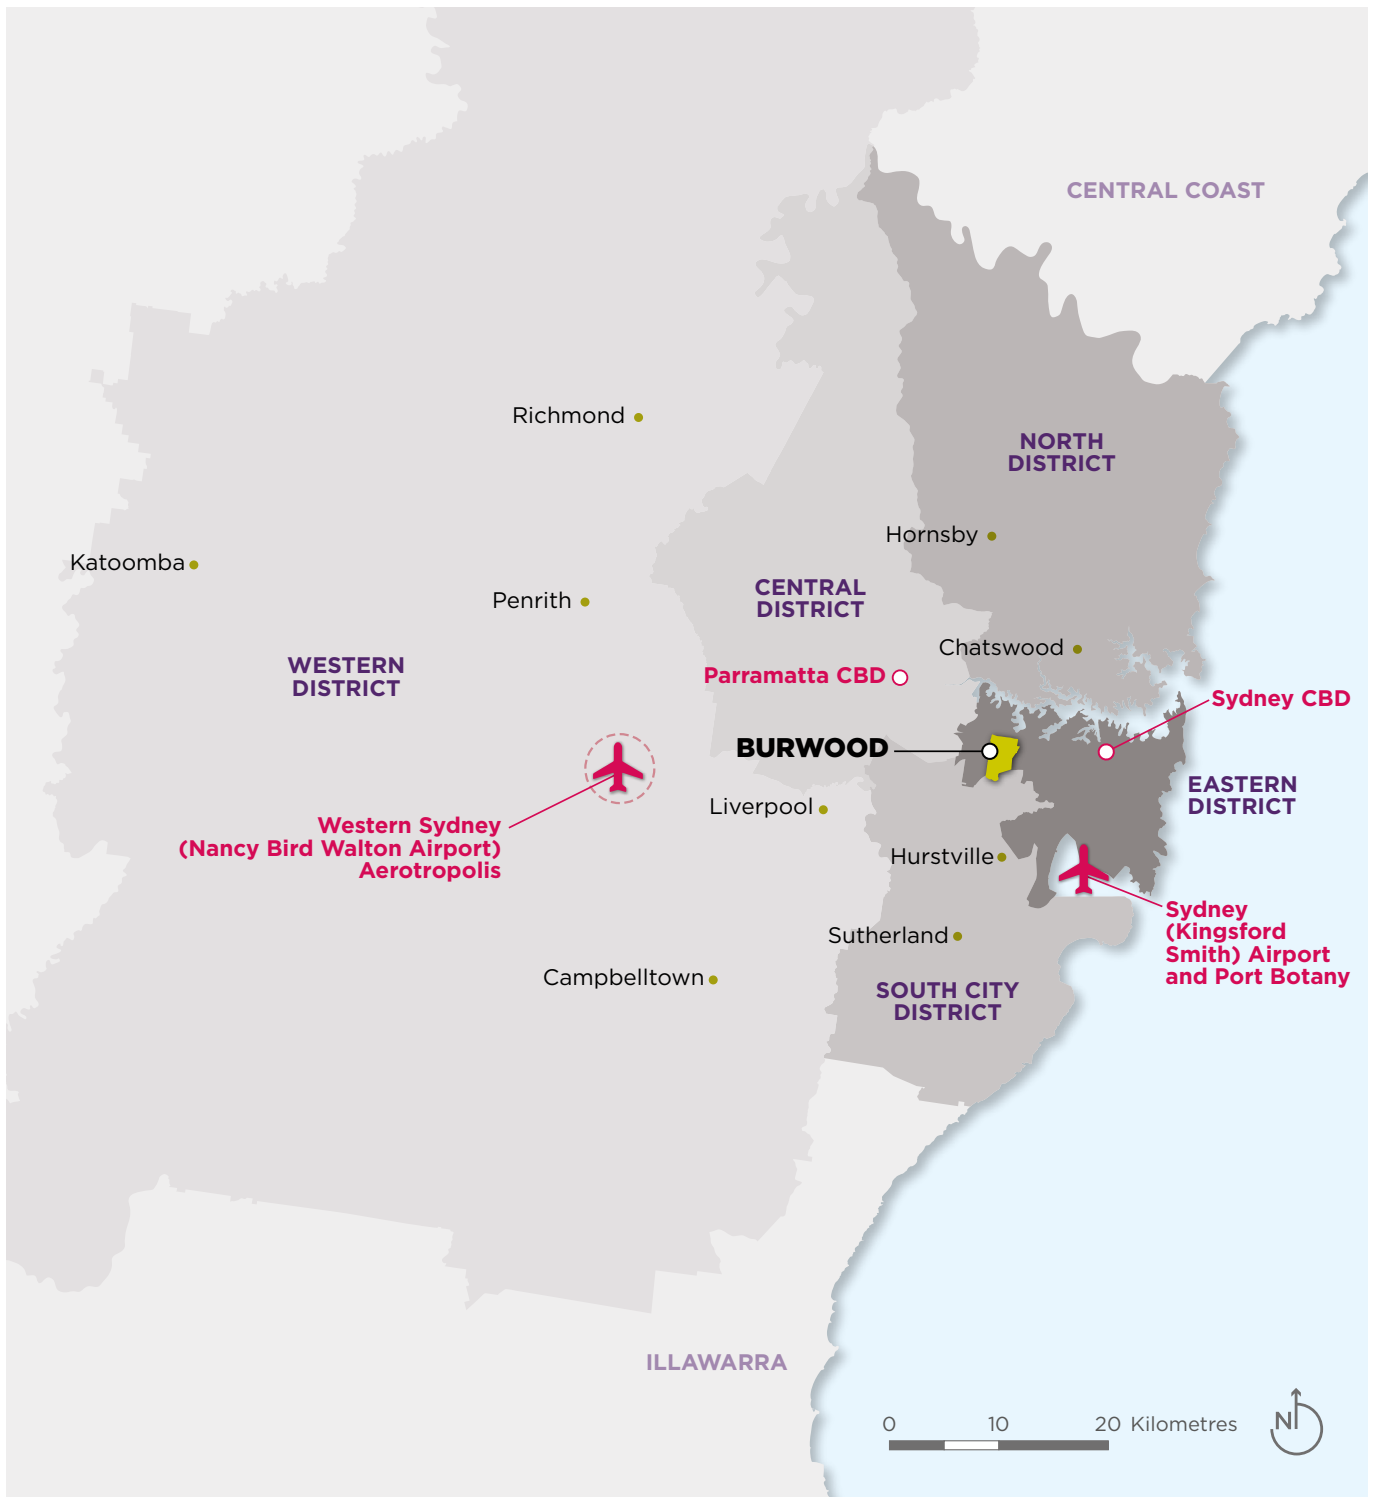 CENTRAL COAST
Richmond
NORTH
DISTRICT
Hornsby
Katoomba
CENTRAL
DISTRICT
Penrith
Chatswood
WESTERN
DISTRICT
Parramatta CBD
Sydney CBD
BURWOOD
EASTERN
DISTRICT
Liverpool
Western Sydney
(Nancy Bird Walton Airport)
Aerotropolis
Hurstville
Sydney
(Kingsford
Smith) Airport
and Port Botany
Sutherland
Campbelltown
SOUTH CITY
DISTRICT
ILLAWARRA
0 10 20 Kilometres
N